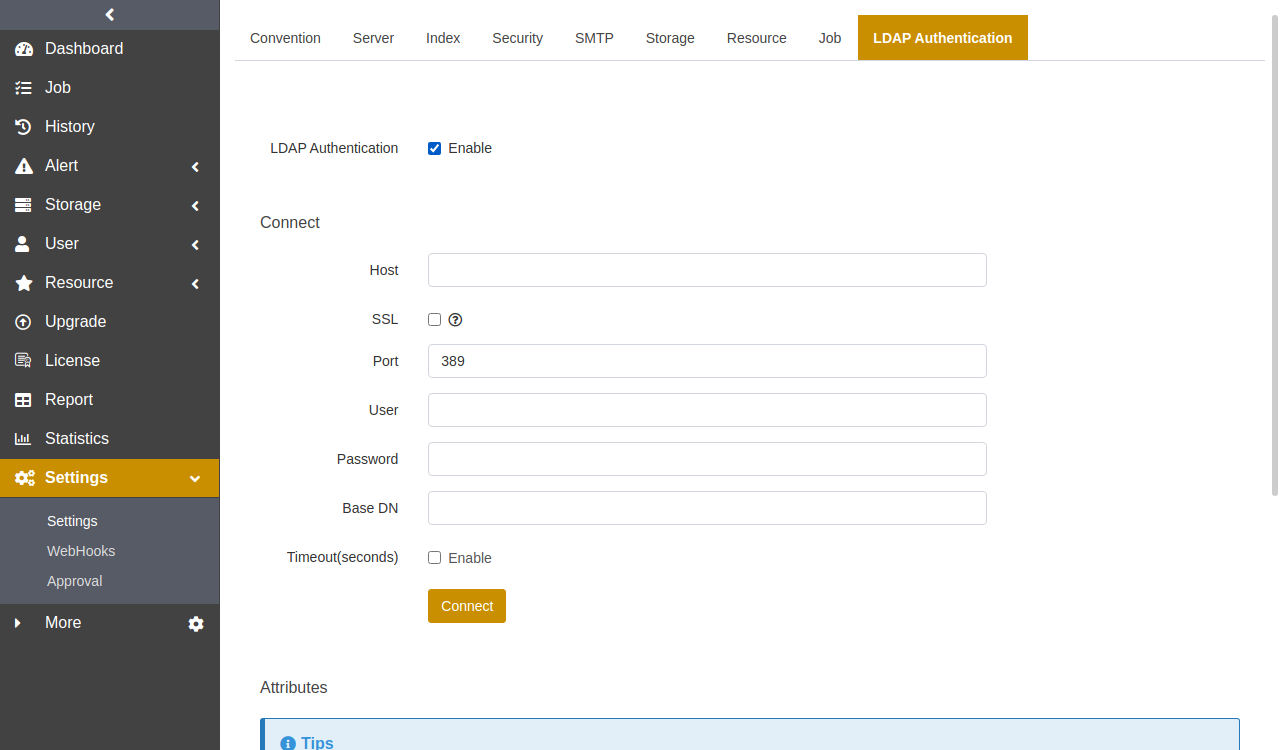 Dashboard
Job
History
Alert
Storage
User
Resource
Upgrade
License
Report
Statistics
Settings
Settings
WebHooks
Approval
More
Convention Server Index Security SMTP Storage Resource Job LDAP Authentication
LDAP Authentication Enable
Connect
Host
SSL
Port 389
User
Password
Base DN
Timeout(seconds) Enable
Connect
Attributes
Tips